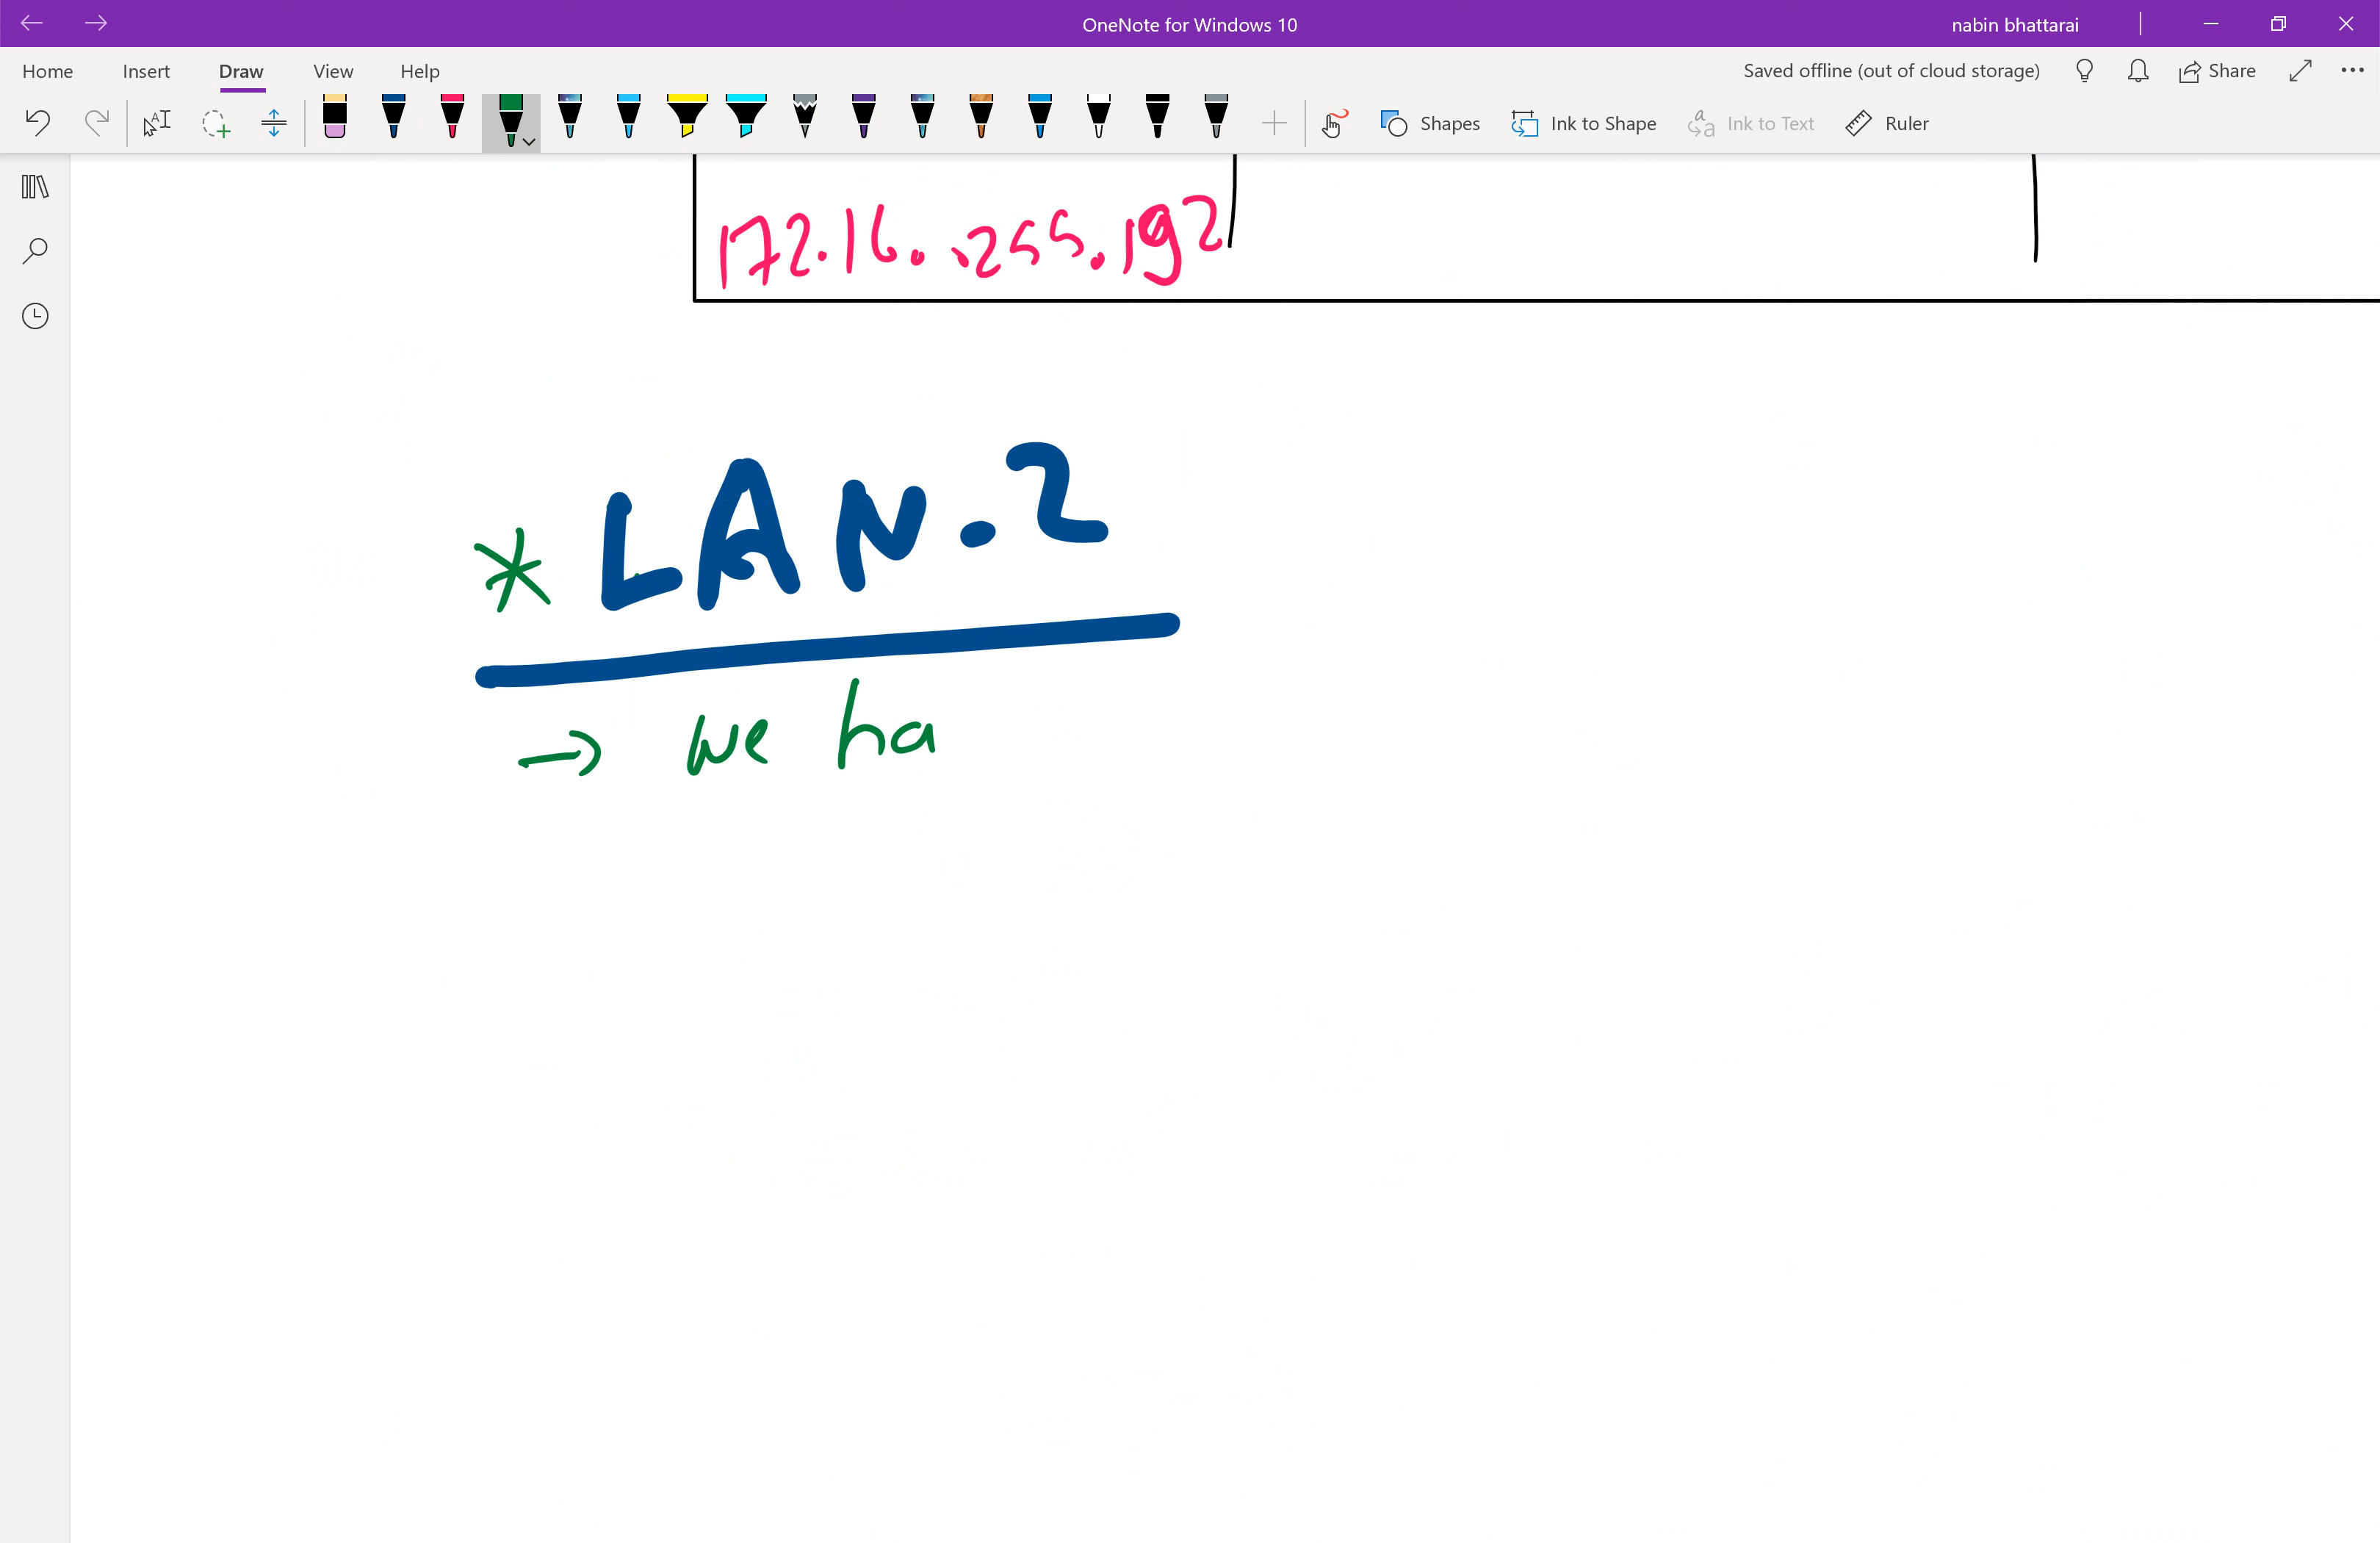 OneNote for Windows 10
nabin bhattarai
Home Insert Draw View Help
Saved offline (out of cloud storage)
Share
Shapes
Ink to Shape
Ink to Text
Ruler
172.16..255.192
* LAN.2
→ we ha